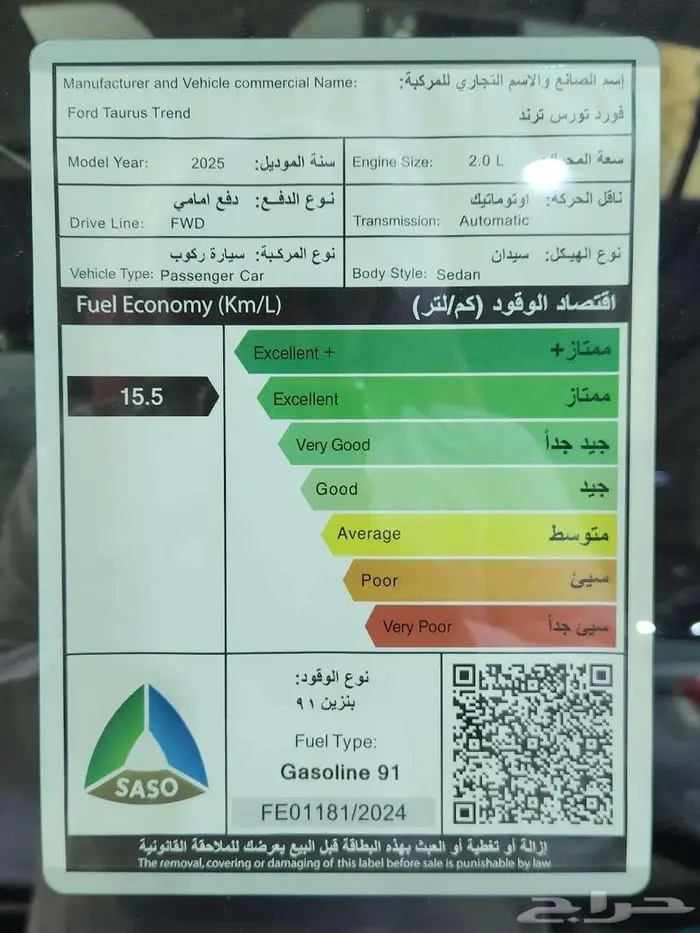 Manufacturer and Vehicle commercial Name: إسم الصانع والاسم التجاري للمركبة:
Ford Taurus Trend فورد تورس ترند
Model Year: 2025 سنة الموديل:
Engine Size: 2.0 L سعة
نوع الدفع: دفع امامي
Drive Line: FWD
ناقل الحركة: اوتوماتيك
Transmission: Automatic
نوع المركبة: سيارة ركوب
Vehicle Type: Passenger Car
نوع الهيكل: سيدان
Body Style: Sedan
Fuel Economy (Km/L) اقتصاد الوقود (كم/لتر)
15.5
Excellent + ممتاز+
Excellent ممتاز
Very Good جيد جداً
Good جيد
Average متوسط
Poor سيئ
Very Poor سيئ جداً
SASO
نوع الوقود:
بنزين ٩١
Fuel Type:
Gasoline 91
FE01181/2024
إزالة أو تغطية أو العبث بهذه البطاقة قبل البيع يعرضك للملاحقة القانونية
The removal, covering or damaging of this label before sale is punishable by law
حراج